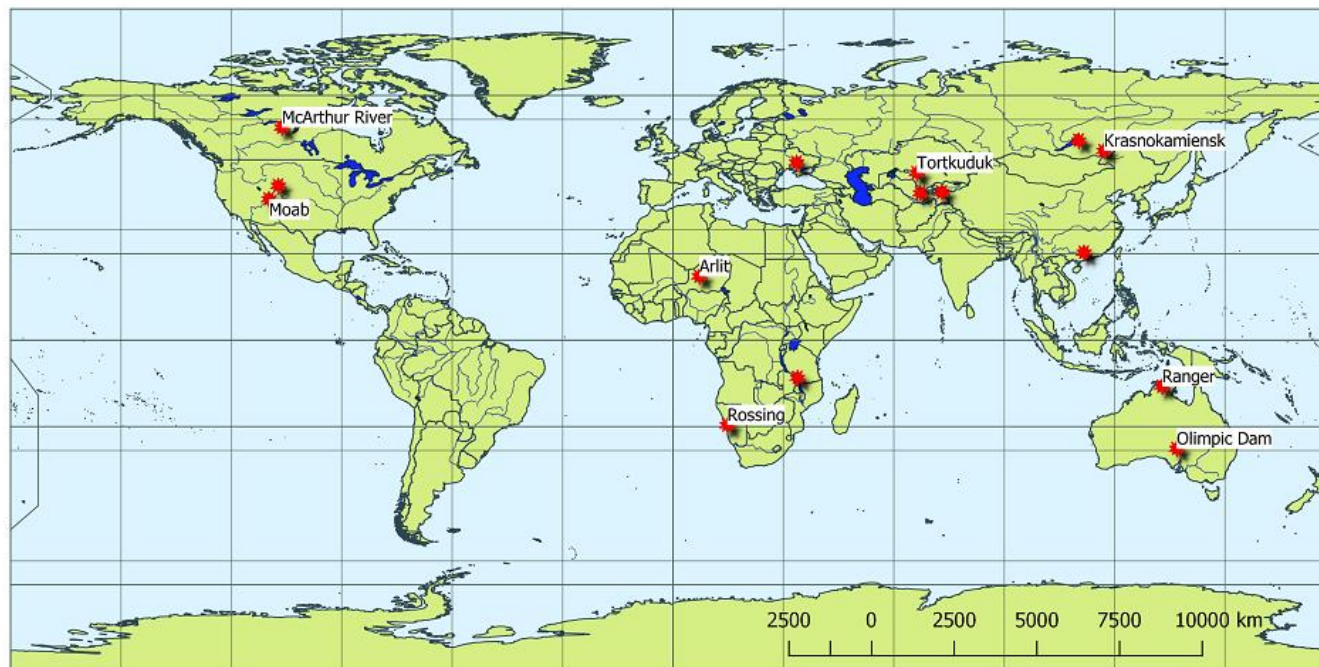 McArthur River
Krasnokamiensk
Tortkuduk
Moab
Arlit
Ranger
Rossing
Olimpic Dam
2500 0 2500 5000 7500 10000 km